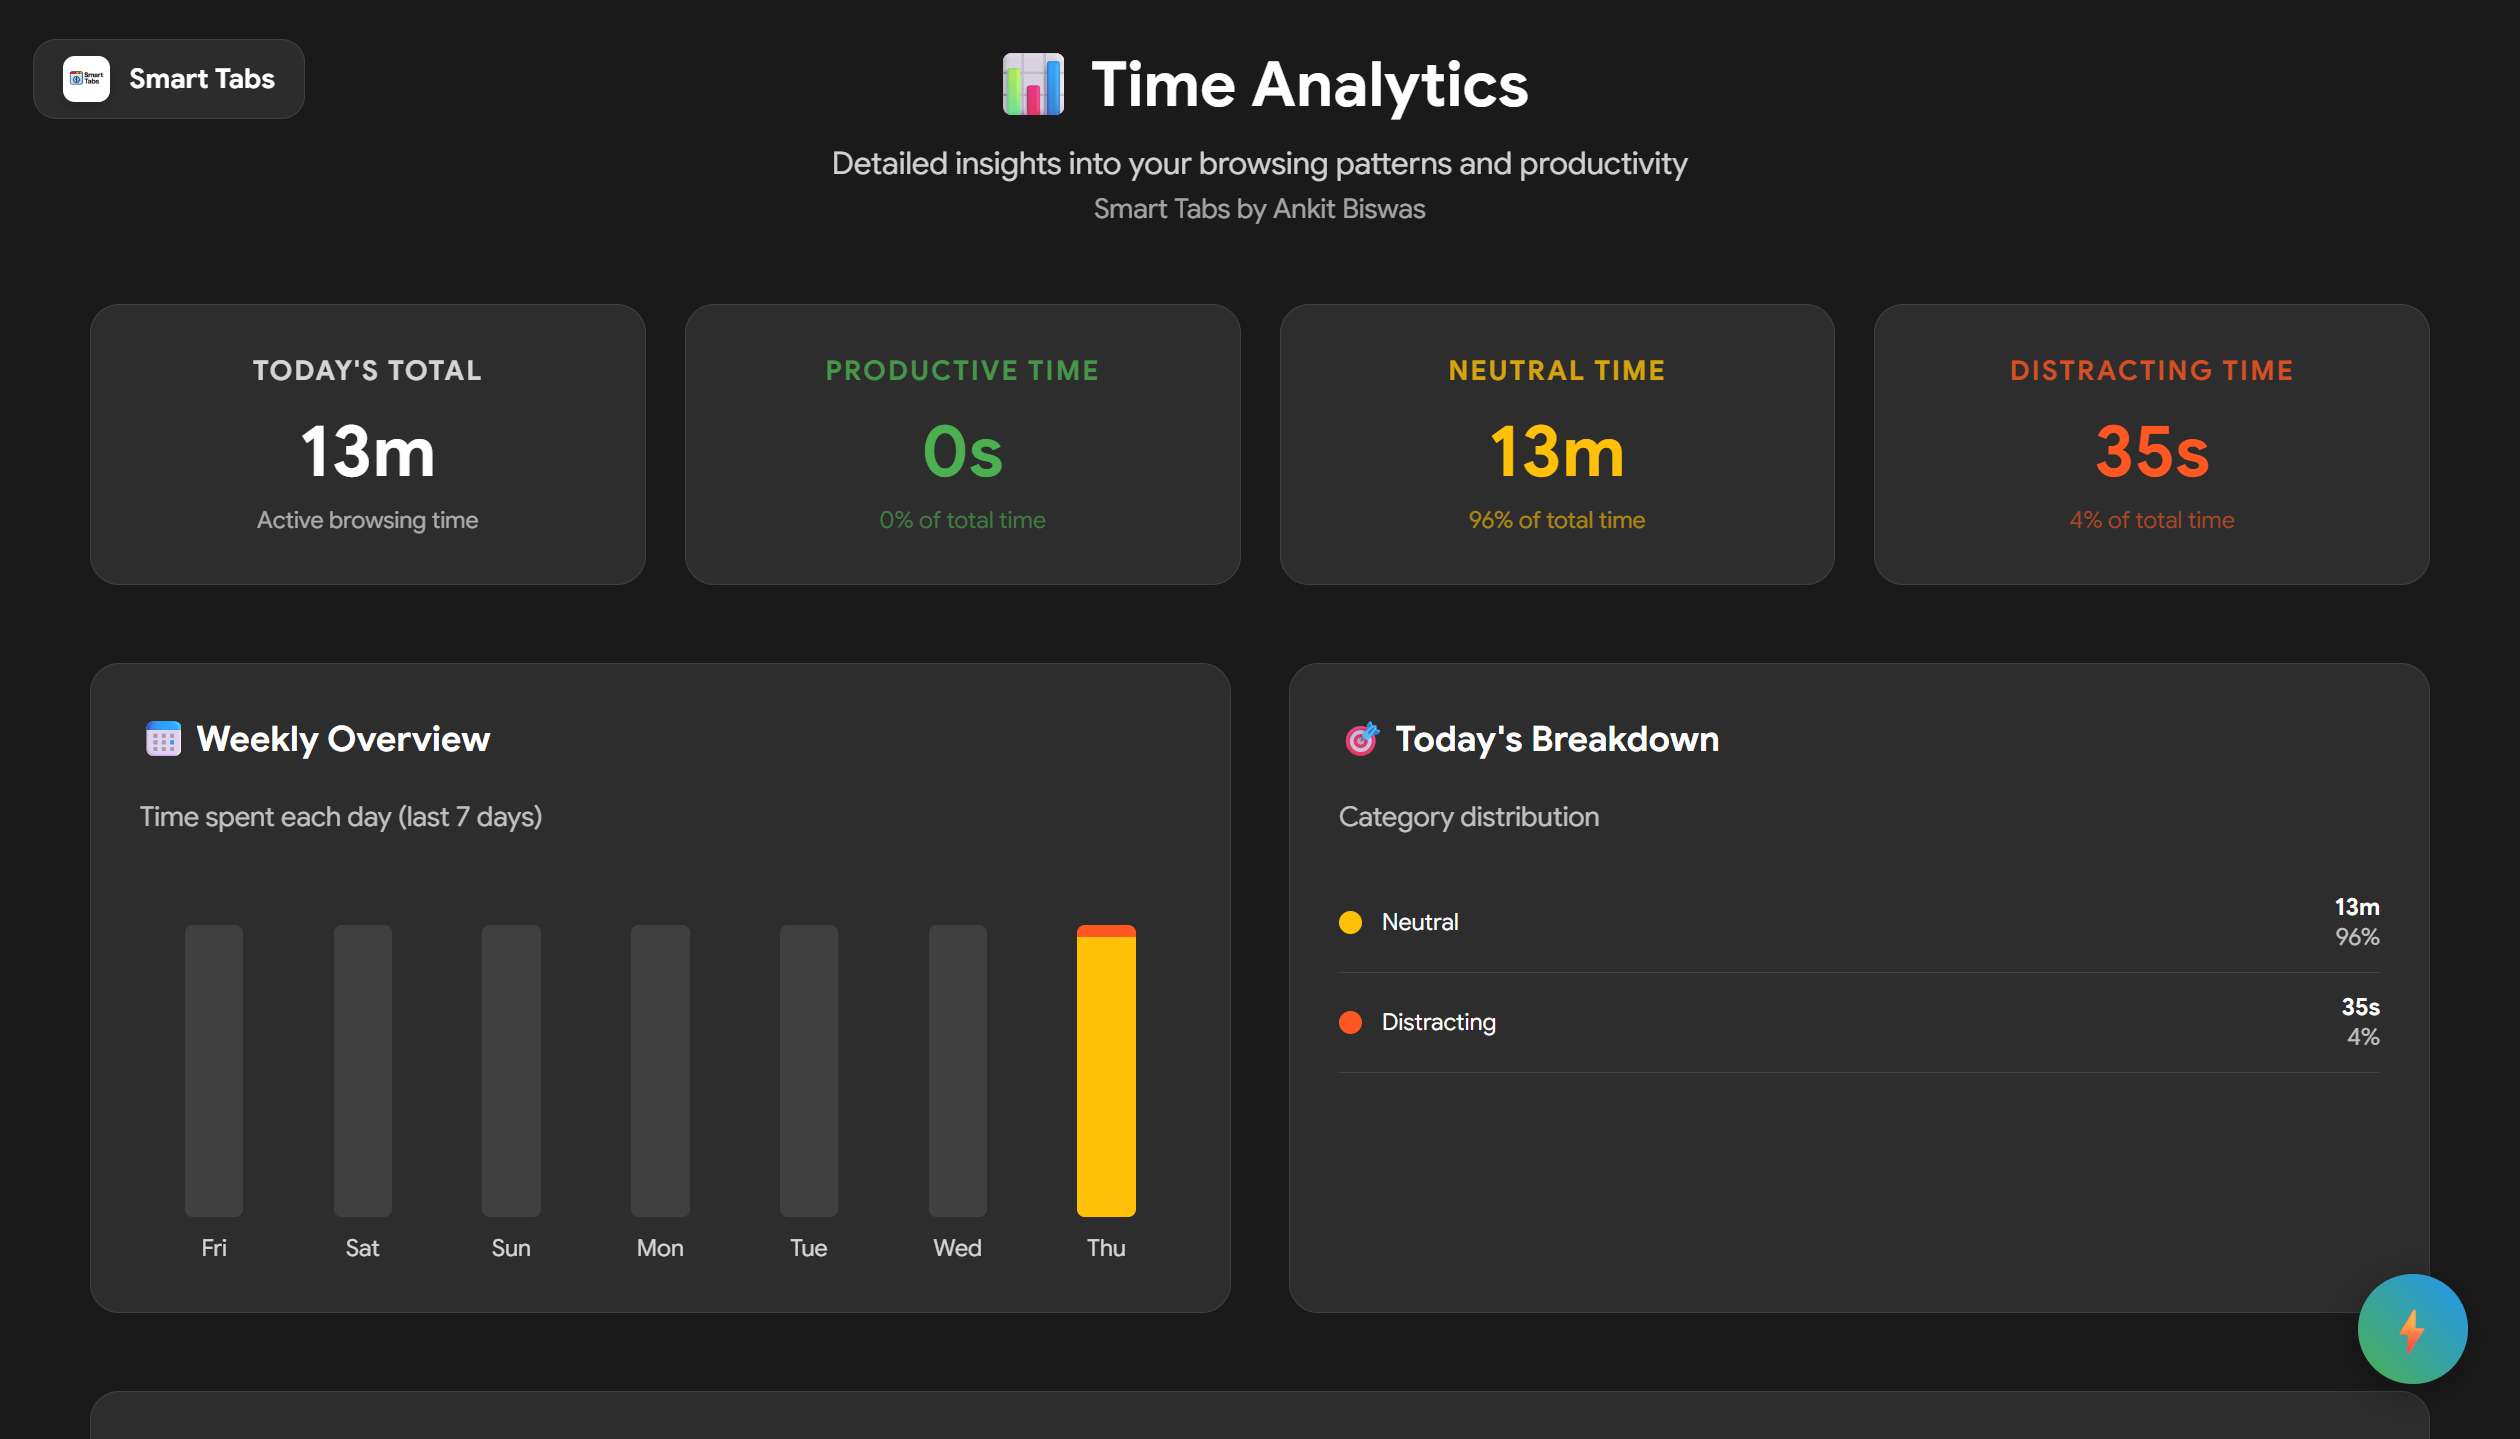 Smart Tabs
Smart
Tabs
Time Analytics
Detailed insights into your browsing patterns and productivity
Smart Tabs by Ankit Biswas
TODAY'S TOTAL
13m
Active browsing time
PRODUCTIVE TIME
0s
0% of total time
NEUTRAL TIME
13m
96% of total time
DISTRACTING TIME
35s
4% of total time
Weekly Overview
Time spent each day (last 7 days)
Fri
Sat
Sun
Mon
Tue
Wed
Thu
Today's Breakdown
Category distribution
Neutral
13m
96%
Distracting
35s
4%